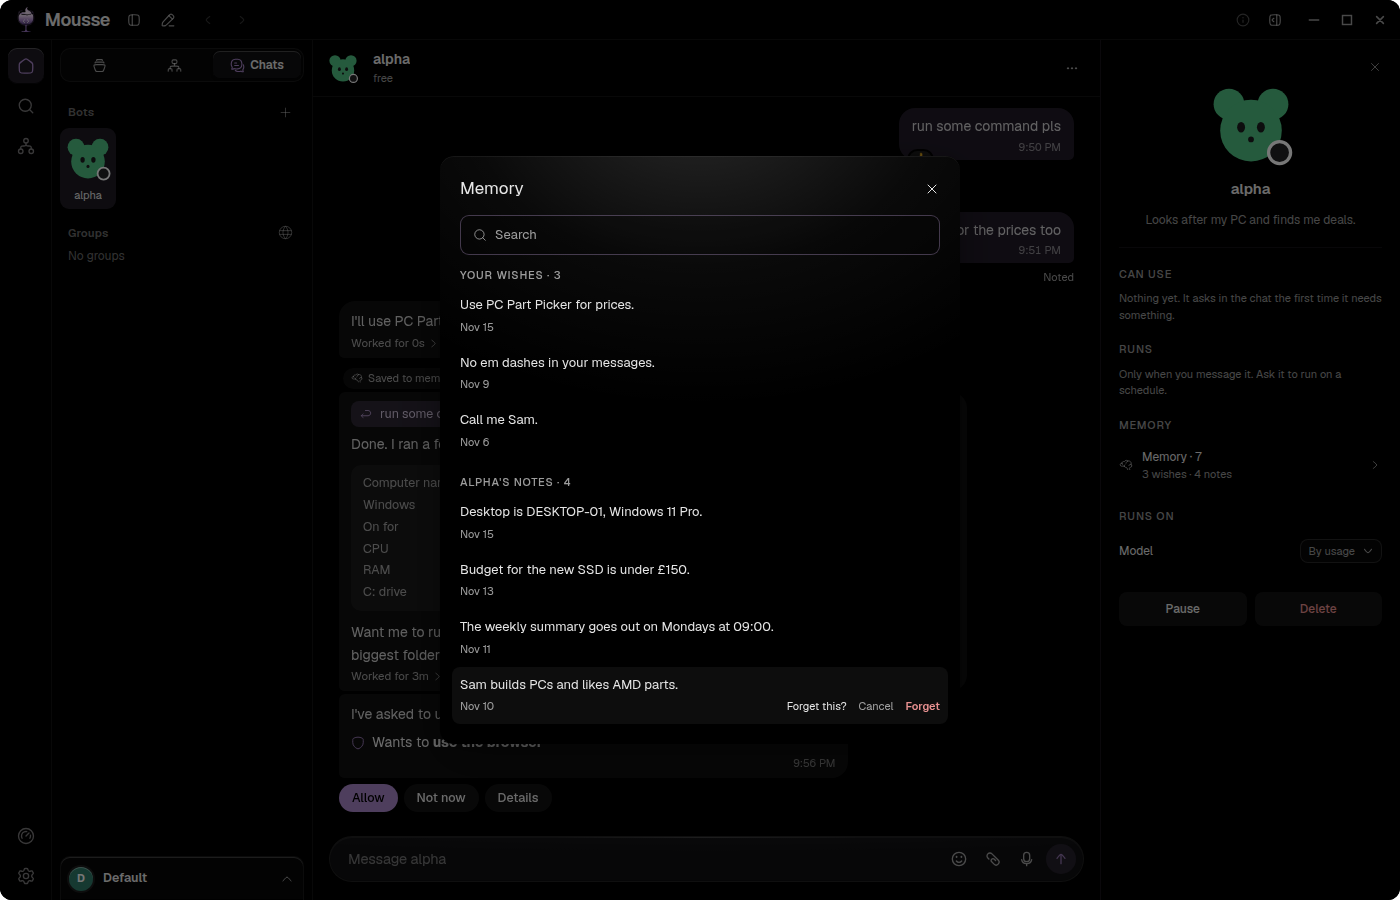 Mousse
Chats
Bots
alpha
Groups
No groups
Default
D
alpha
free
run some command pls
9:50 PM
or the prices too
9:51 PM
Noted
I'll use PC Part
Worked for 0s
Saved to mem
run some c
Done. I ran a f
Computer na
Windows
On for
CPU
RAM
C: drive
Want me to ru
biggest folder
Worked for 3m
I've asked to u
Wants to use the browser
9:56 PM
Allow
Not now
Details
Message alpha
Memory
Search
YOUR WISHES · 3
Use PC Part Picker for prices.
Nov 15
No em dashes in your messages.
Nov 9
Call me Sam.
Nov 6
ALPHA'S NOTES · 4
Desktop is DESKTOP-01, Windows 11 Pro.
Nov 15
Budget for the new SSD is under £150.
Nov 13
The weekly summary goes out on Mondays at 09:00.
Nov 11
Sam builds PCs and likes AMD parts.
Nov 10
Forget this?
Cancel
Forget
alpha
Looks after my PC and finds me deals.
CAN USE
Nothing yet. It asks in the chat the first time it needs
something.
RUNS
Only when you message it. Ask it to run on a
schedule.
MEMORY
Memory · 7
3 wishes · 4 notes
RUNS ON
Model
By usage
Pause
Delete